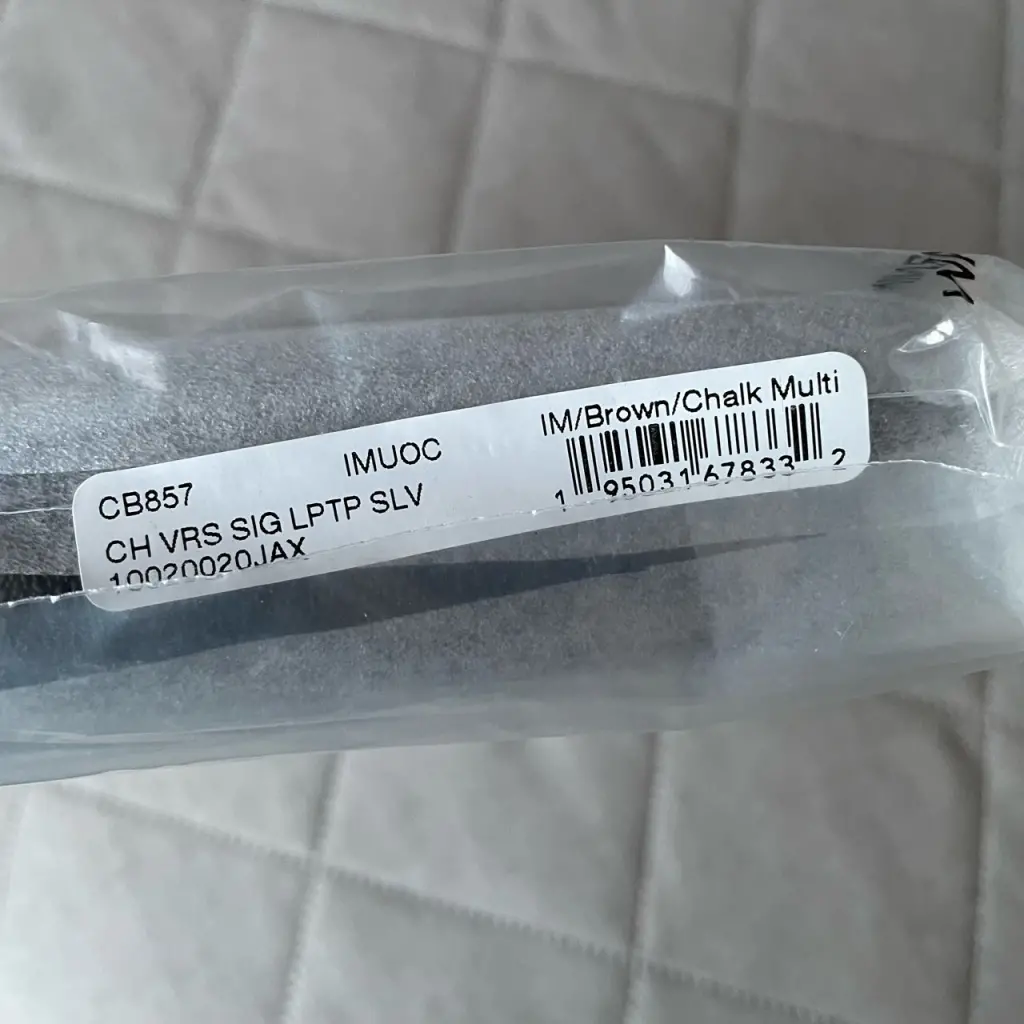 CB857 IMUOC IM/Brown/Chalk Multi
CH VRS SIG LPTP SLV
10020020JAX
1 95031 67833 2